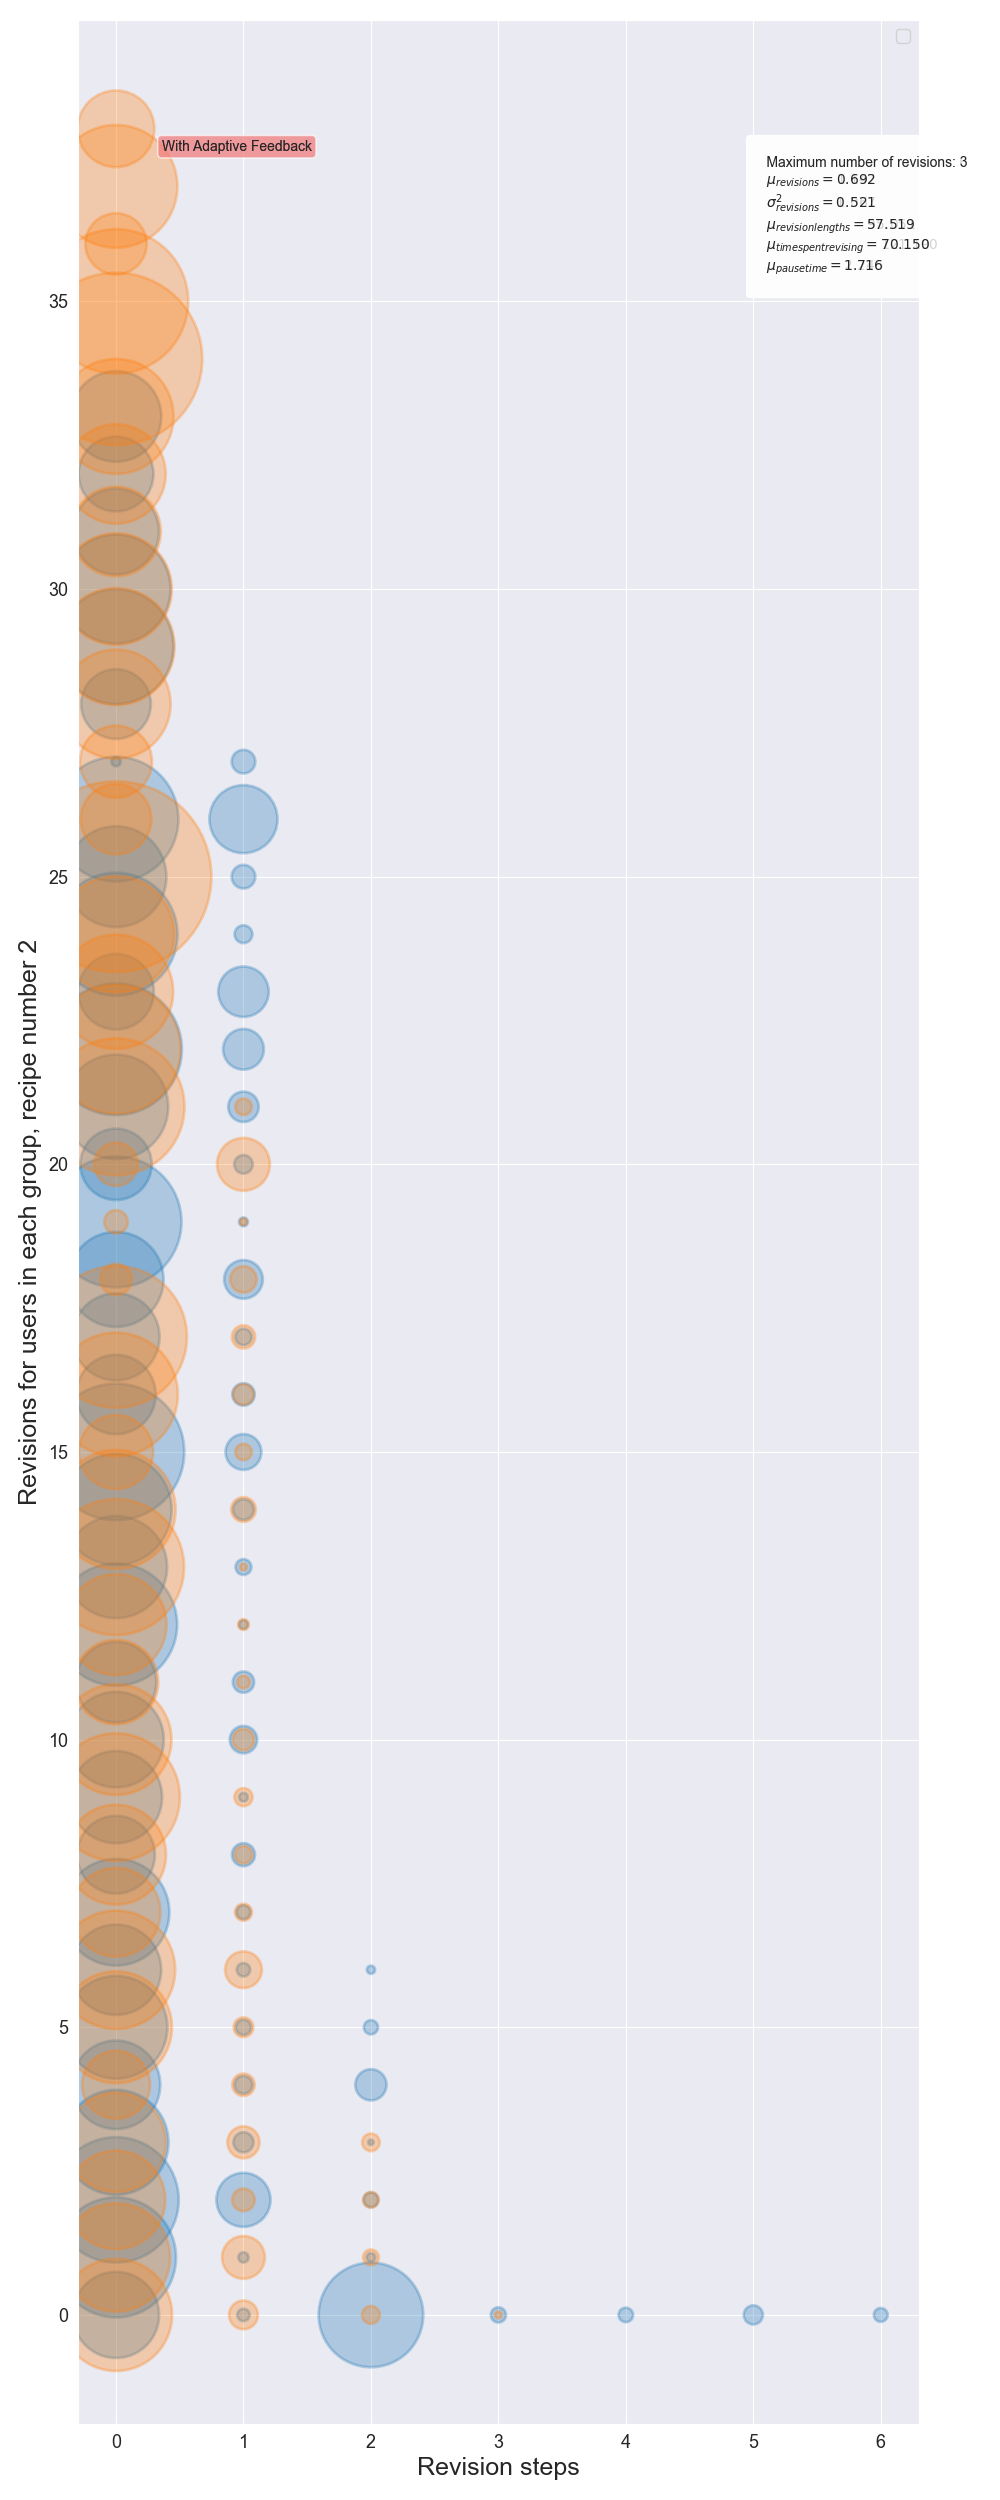 With Adaptive Feedback
Maximum number of revisions: 3
μrevisions = 0.692
σ²revisions = 0.521
μrevisionlengths = 57.519
μtimespentrevising = 70.1500
μpausetime = 1.716
35
30
25
20
15
10
5
0
Revisions for users in each group, recipe number 2
0 1 2 3 4 5 6
Revision steps